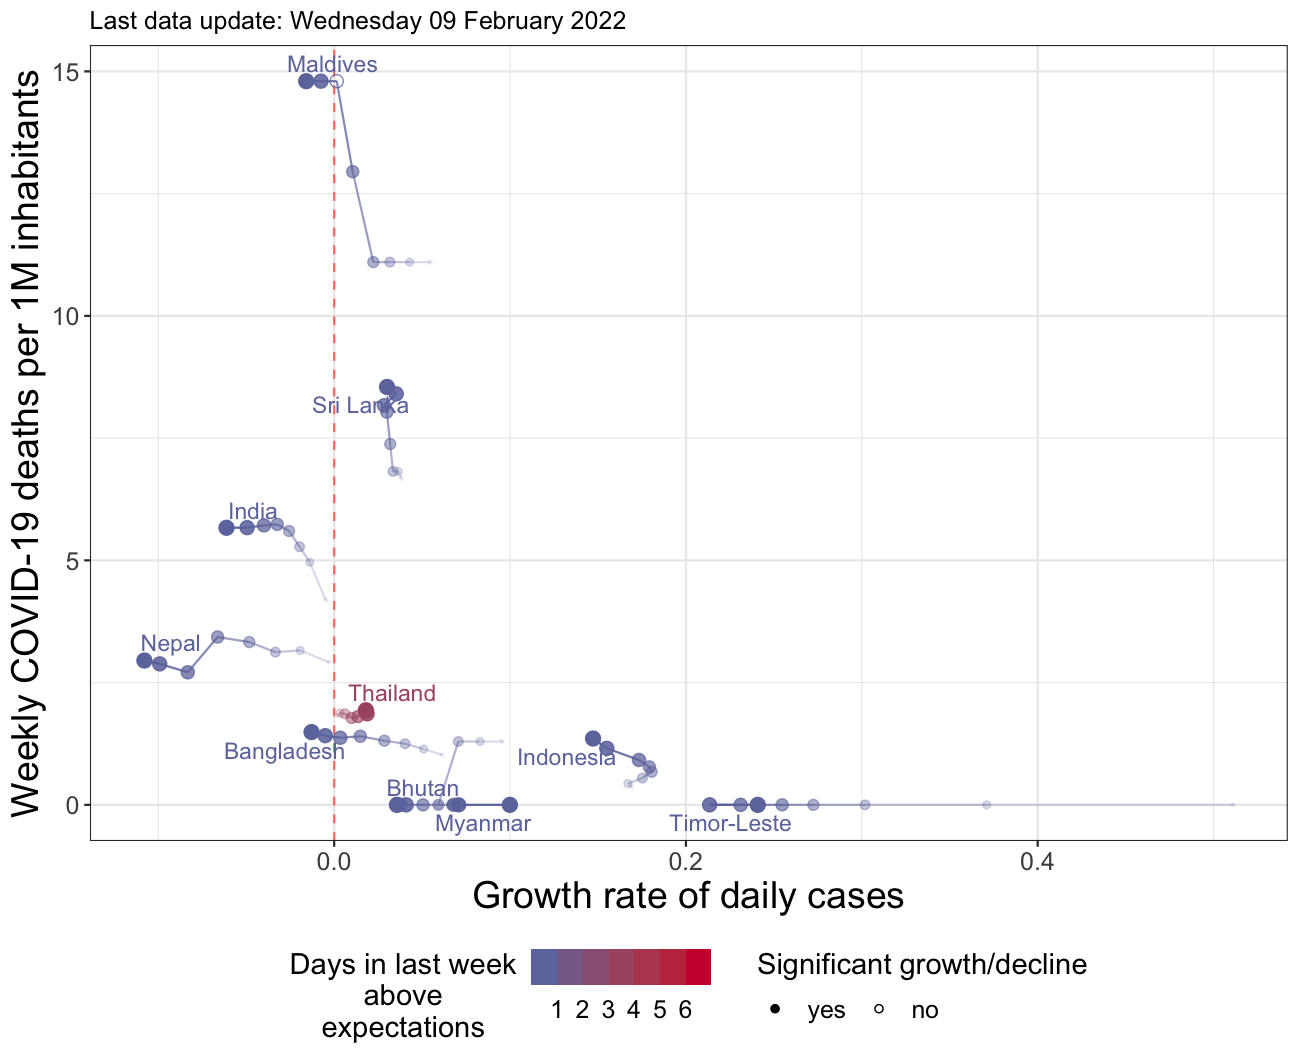 Last data update: Wednesday 09 February 2022
Weekly COVID-19 deaths per 1M inhabitants
15
10
5
0
Maldives
Sri Lanka
India
Nepal
Thailand
Bangladesh
Indonesia
Bhutan
Myanmar
Timor-Leste
0.0 0.2 0.4
Growth rate of daily cases
Days in last week
above
expectations
1 2 3 4 5 6
Significant growth/decline
yes no